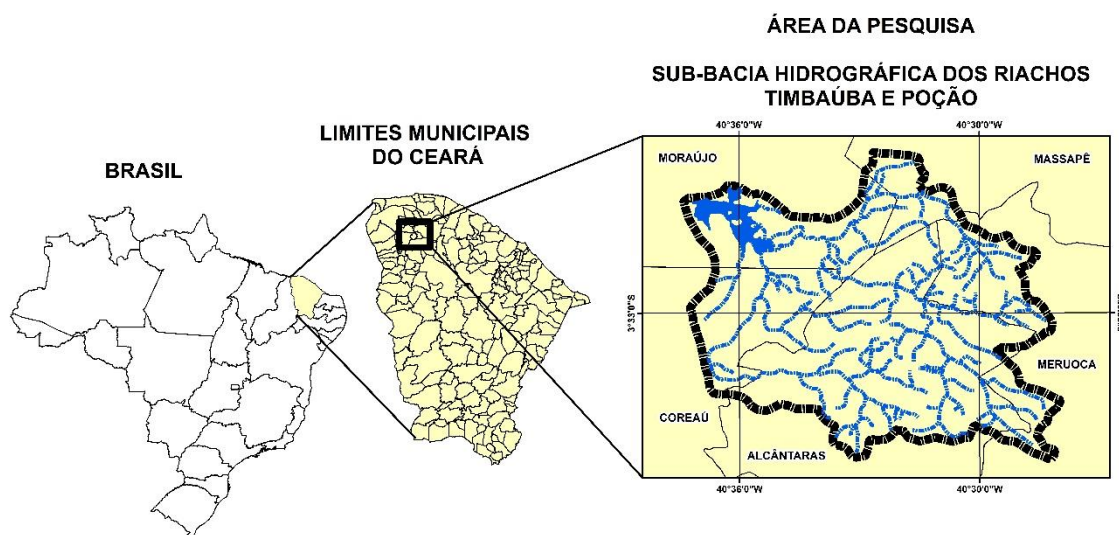 ÁREA DA PESQUISA
SUB-BACIA HIDROGRÁFICA DOS RIACHOS
TIMBAÚBA E POÇÃO
LIMITES MUNICIPAIS
DO CEARÁ
BRASIL
40°36'0"W
40°30'0"W
MORAÚJO
MASSAPÊ
3°33'0"S
MERUOCA
COREAÚ
ALCÂNTARAS
40°36'0"W
40°30'0"W